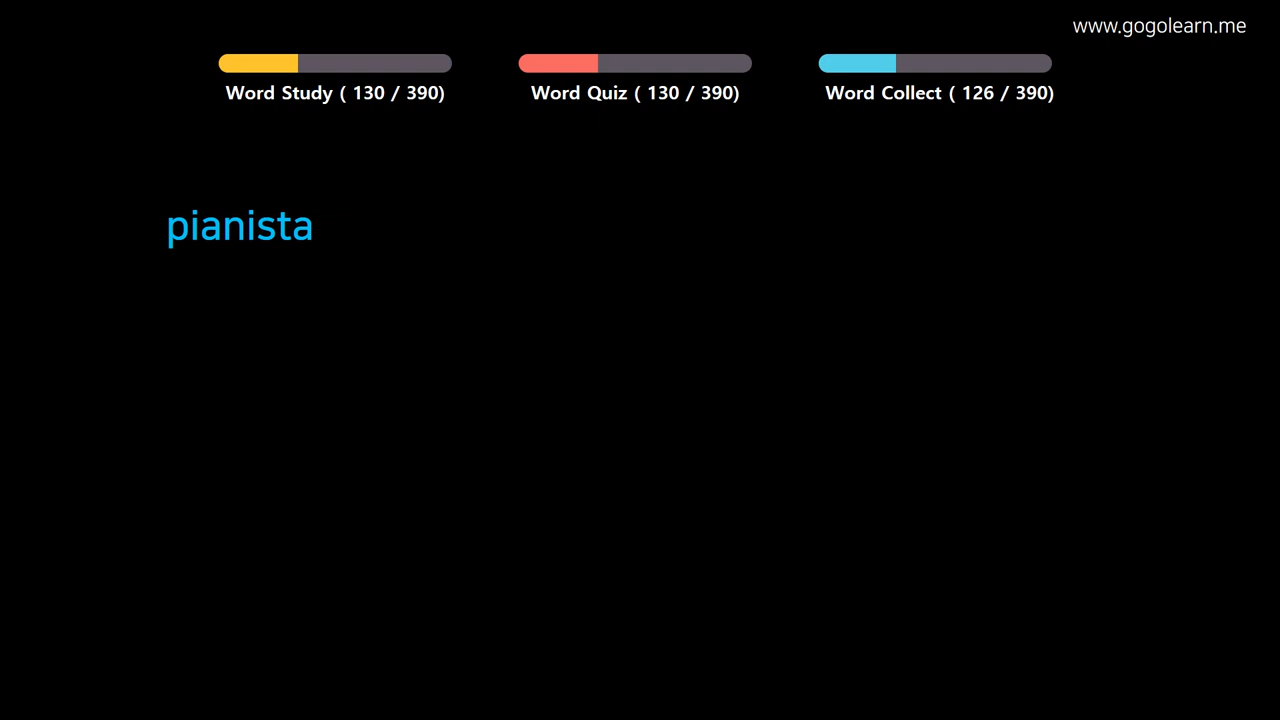 www.gogolearn.me
Word Study ( 130 / 390)
Word Quiz ( 130 / 390)
Word Collect ( 126 / 390)
pianista